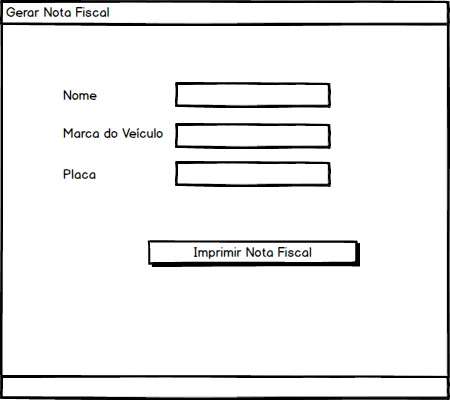 Gerar Nota Fiscal
Nome
Marca do Veículo
Placa
Imprimir Nota Fiscal